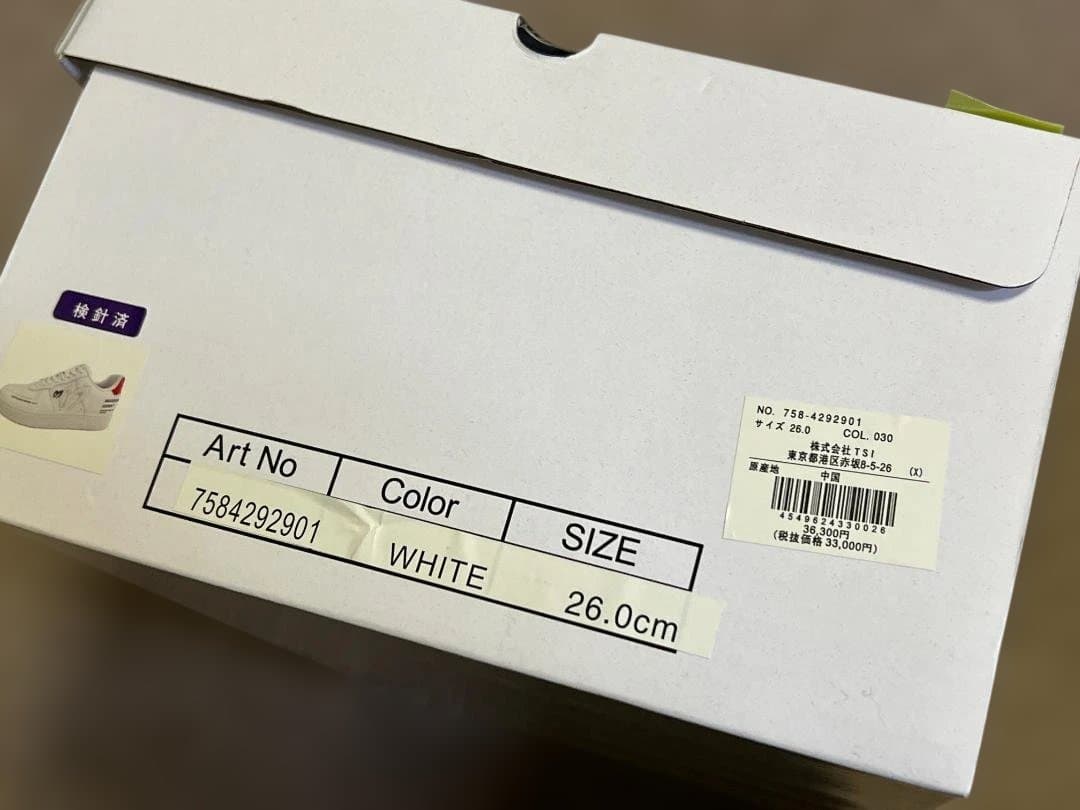 検針済
Art No
Color
SIZE
7584292901
WHITE
26.0cm
NO. 758-4292901
サイズ 26.0 COL. 030
株式会社TSI
東京都港区赤坂8-5-26 (X)
原産地 中国
4549624330026
36,300円
(税抜価格 33,000円)